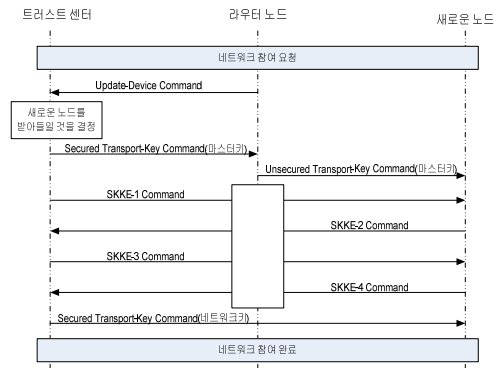 트러스트 센터
라우터 노드
새로운 노드
네트워크 참여 요청
Update-Device Command
새로운 노드를
받아들일 것을 결정
Secured Transport-Key Command(마스터키)
Unsecured Transport-Key Command(마스터키)
SKKE-1 Command
SKKE-2 Command
SKKE-3 Command
SKKE-4 Command
Secured Transport-Key Command(네트워크키)
네트워크 참여 완료